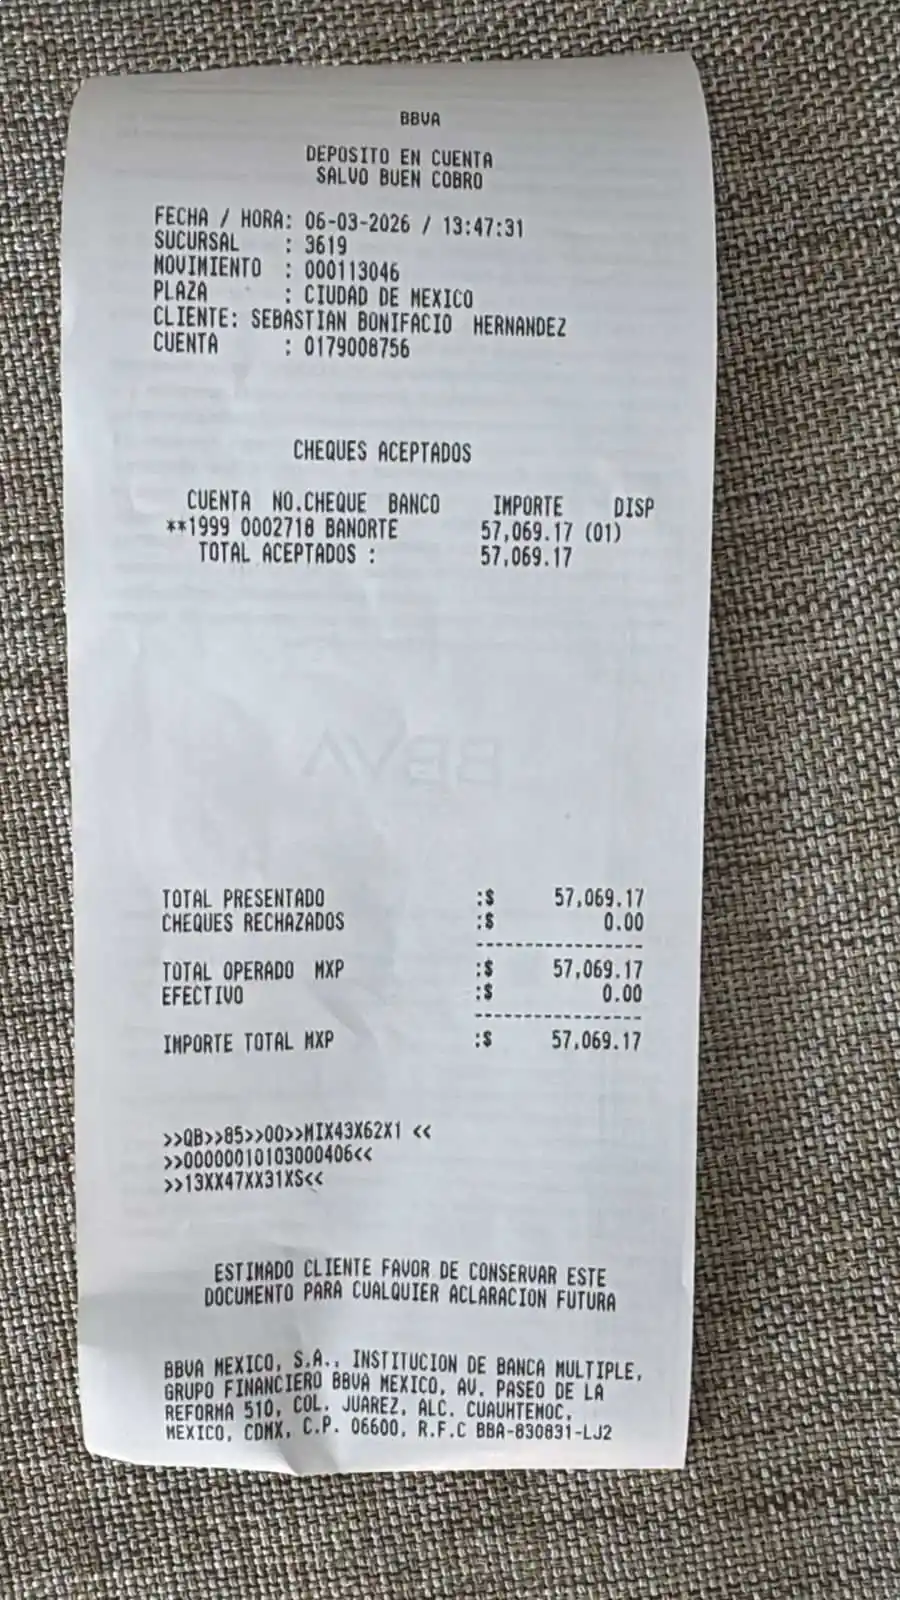 BBVA
DEPOSITO EN CUENTA
SALVO BUEN COBRO
FECHA / HORA: 06-03-2026 / 13:47:31
SUCURSAL : 3619
MOVIMIENTO : 000113046
PLAZA : CIUDAD DE MEXICO
CLIENTE: SEBASTIAN BONIFACIO HERNANDEZ
CUENTA : 0179008756
CHEQUES ACEPTADOS
CUENTA NO.CHEQUE BANCO IMPORTE DISP
**1999 0002718 BANORTE 57,069.17 (01)
TOTAL ACEPTADOS : 57,069.17
BBVA
TOTAL PRESENTADO :$ 57,069.17
CHEQUES RECHAZADOS :$ 0.00
-----------------
TOTAL OPERADO MXP :$ 57,069.17
EFECTIVO :$ 0.00
-----------------
IMPORTE TOTAL MXP :$ 57,069.17
>>QB>>85>>00>>MIX43X62X1 <<
>>00000010103000406<<
>>13XX47XX31XS<<
ESTIMADO CLIENTE FAVOR DE CONSERVAR ESTE
DOCUMENTO PARA CUALQUIER ACLARACION FUTURA
BBVA MEXICO, S.A., INSTITUCION DE BANCA MULTIPLE,
GRUPO FINANCIERO BBVA MEXICO, AV. PASEO DE LA
REFORMA 510, COL. JUAREZ, ALC. CUAUHTEMOC,
MEXICO, CDMX, C.P. 06600, R.F.C BBA-830831-LJ2